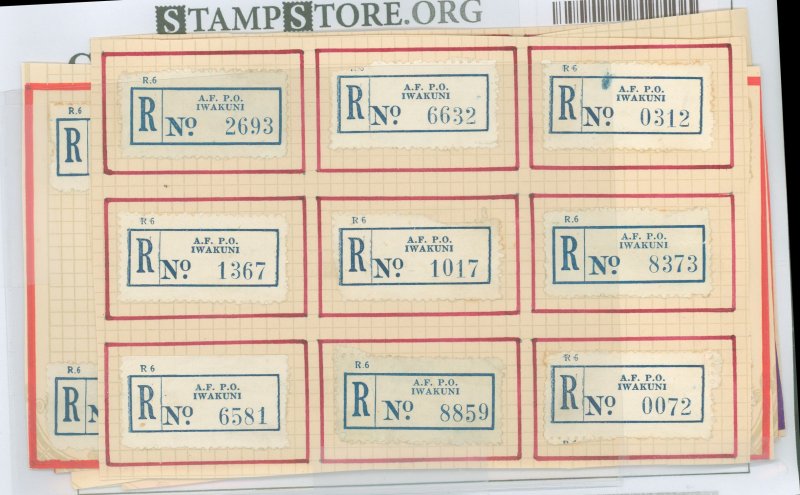 STAMPSTORE.ORG
R.6
R
A.F. P.O.
IWAKUNI
Nº 2693
R.6
R
A.F. P.O.
IWAKUNI
Nº 6632
R.6
R
A.F. P.O.
IWAKUNI
Nº 0312
R.6
R
A.F. P.O.
IWAKUNI
Nº 1367
R.6
R
A.F. P.O.
IWAKUNI
Nº 1017
R.6
R
A.F. P.O.
IWAKUNI
Nº 8373
R.6
R
A.F. P.O.
IWAKUNI
Nº 6581
R.6
R
A.F. P.O.
IWAKUNI
Nº 8859
R.6
R
A.F. P.O.
IWAKUNI
Nº 0072
R.6
R
R.6
R